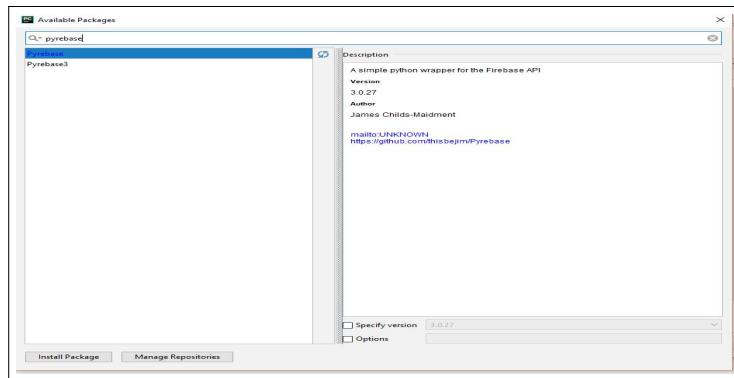 PC Available Packages
pyrebase
Pyrebase
Pyrebase3
Description
A simple python wrapper for the Firebase API
Version
3.0.27
Author
James Childs-Maidment
mailto:UNKNOWN
https://github.com/thisbejim/Pyrebase
Specify version 3.0.27
Options
Install Package Manage Repositories